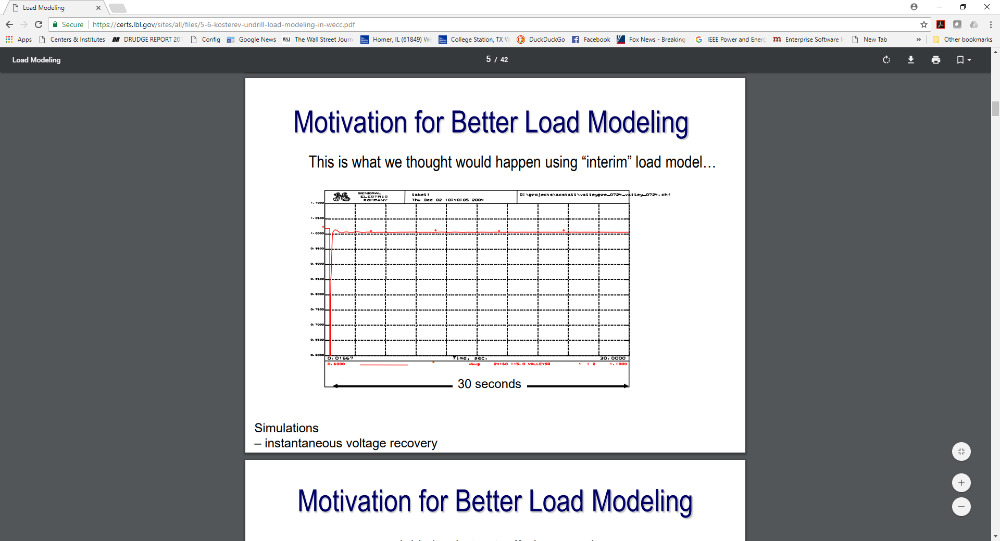 Load Modeling
Secure https://certs.lbl.gov/sites/all/files/5-6-kosterev-undrill-load-modeling-in-wecc.pdf
Apps Centers & Institutes DR DRUDGE REPORT 201 Config Google News WSJ The Wall Street Journ Homer, IL (61849) We College Station, TX W DuckDuckGo Facebook Fox News - Breaking IEEE Power and Energ m Enterprise Software In New Tab » Other bookmarks
Load Modeling 5 / 42
Motivation for Better Load Modeling
This is what we thought would happen using “interim” load model…
GENERAL
ELECTRIC
COMPANY
label1
Thu Dec 02 10:40:05 2004
D:\projects\acstall\valleypre_0724_valley_0724.chf
1.1000
1.0500
1.0000
0.9500
0.9000
0.8500
0.8000
0.7500
0.7000
0.6500
0.6000
0.01667 Time, sec. 30.0000
0.6000 vbug 24160 115.0 VALLEYSC 1 1 2 1.1000
30 seconds
Simulations
– instantaneous voltage recovery
Motivation for Better Load Modeling